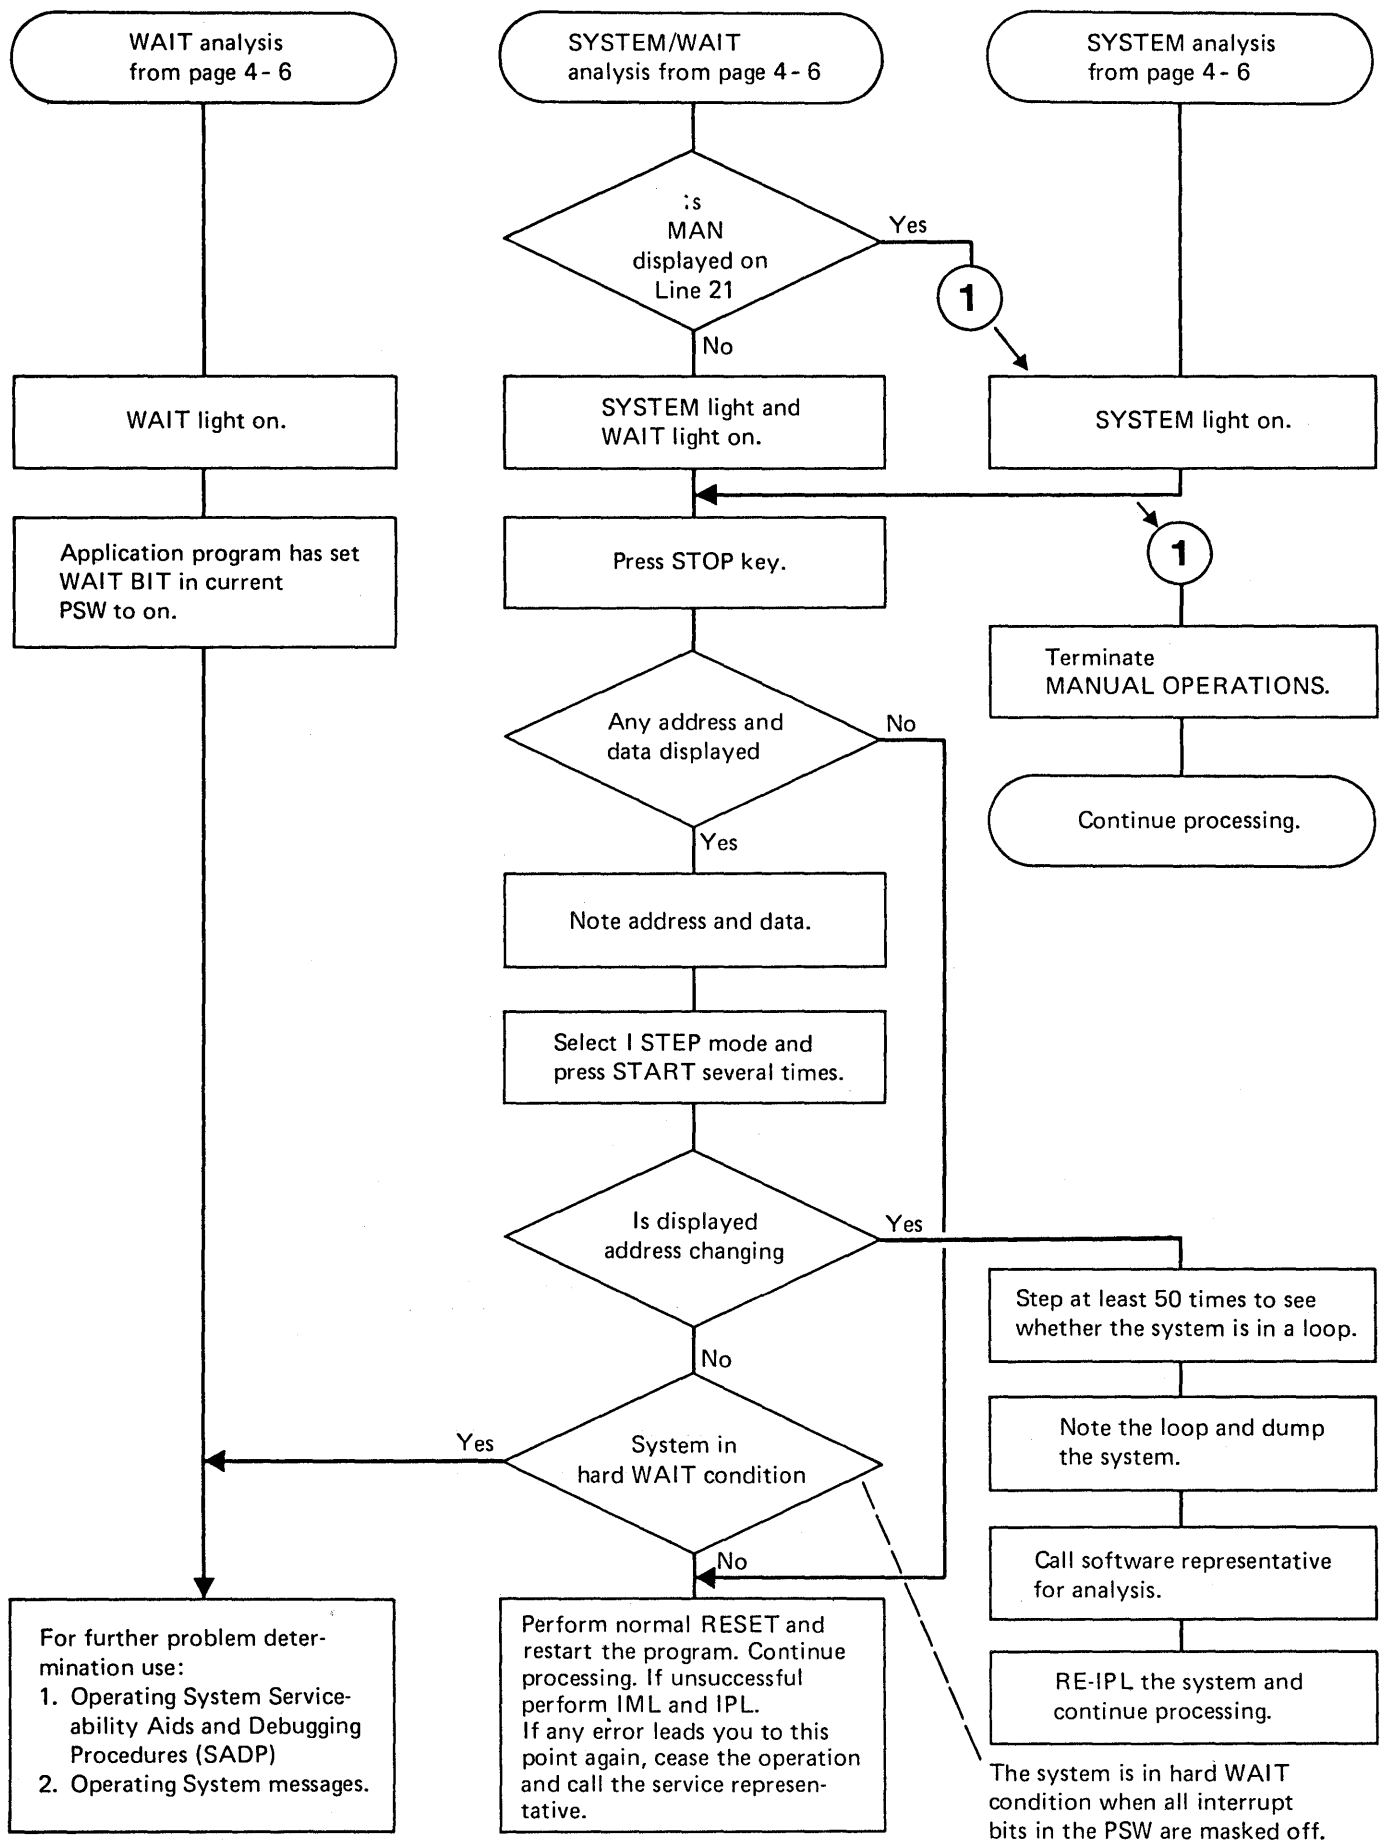 WAIT analysis
from page 4 - 6
SYSTEM/WAIT
analysis from page 4 - 6
SYSTEM analysis
from page 4 - 6
is
MAN
displayed on
Line 21
Yes
1
No
WAIT light on.
SYSTEM light and
WAIT light on.
SYSTEM light on.
Application program has set
WAIT BIT in current
PSW to on.
Press STOP key.
1
Terminate
MANUAL OPERATIONS.
Continue processing.
Any address and
data displayed
No
Yes
Note address and data.
Select I STEP mode and
press START several times.
Is displayed
address changing
Yes
No
Step at least 50 times to see
whether the system is in a loop.
Note the loop and dump
the system.
Call software representative
for analysis.
RE-IPL the system and
continue processing.
System in
hard WAIT condition
Yes
No
For further problem deter-
mination use:
1. Operating System Service-
ability Aids and Debugging
Procedures (SADP)
2. Operating System messages.
Perform normal RESET and
restart the program. Continue
processing. If unsuccessful
perform IML and IPL.
If any error leads you to this
point again, cease the operation
and call the service represen-
tative.
The system is in hard WAIT
condition when all interrupt
bits in the PSW are masked off.